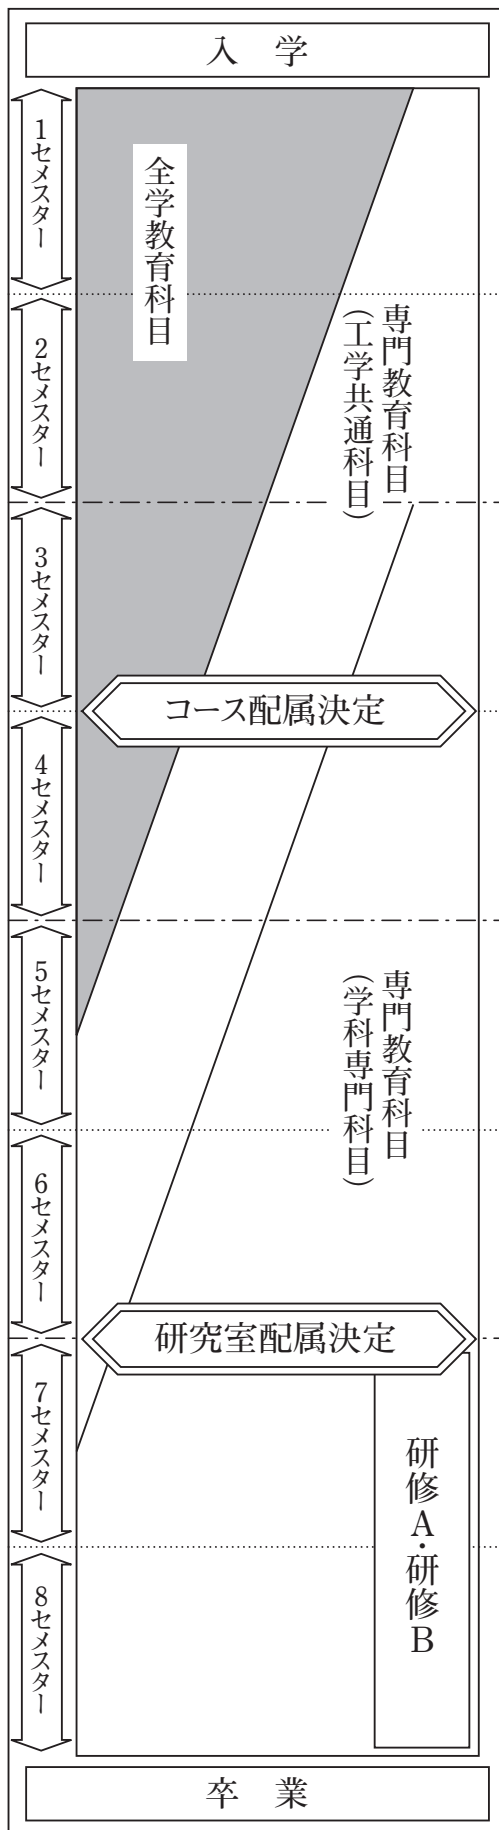 入学
1セメスター
全学教育科目
2セメスター
専門教育科目
(工学共通科目)
3セメスター
コース配属決定
4セメスター
5セメスター
専門教育科目
(学科専門科目)
6セメスター
研究室配属決定
7セメスター
研修A・研修B
8セメスター
卒業